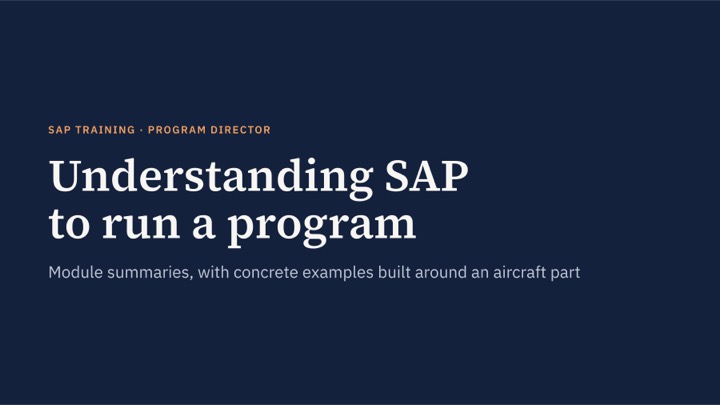 SAP TRAINING · PROGRAM DIRECTOR
Understanding SAP
to run a program
Module summaries, with concrete examples built around an aircraft part